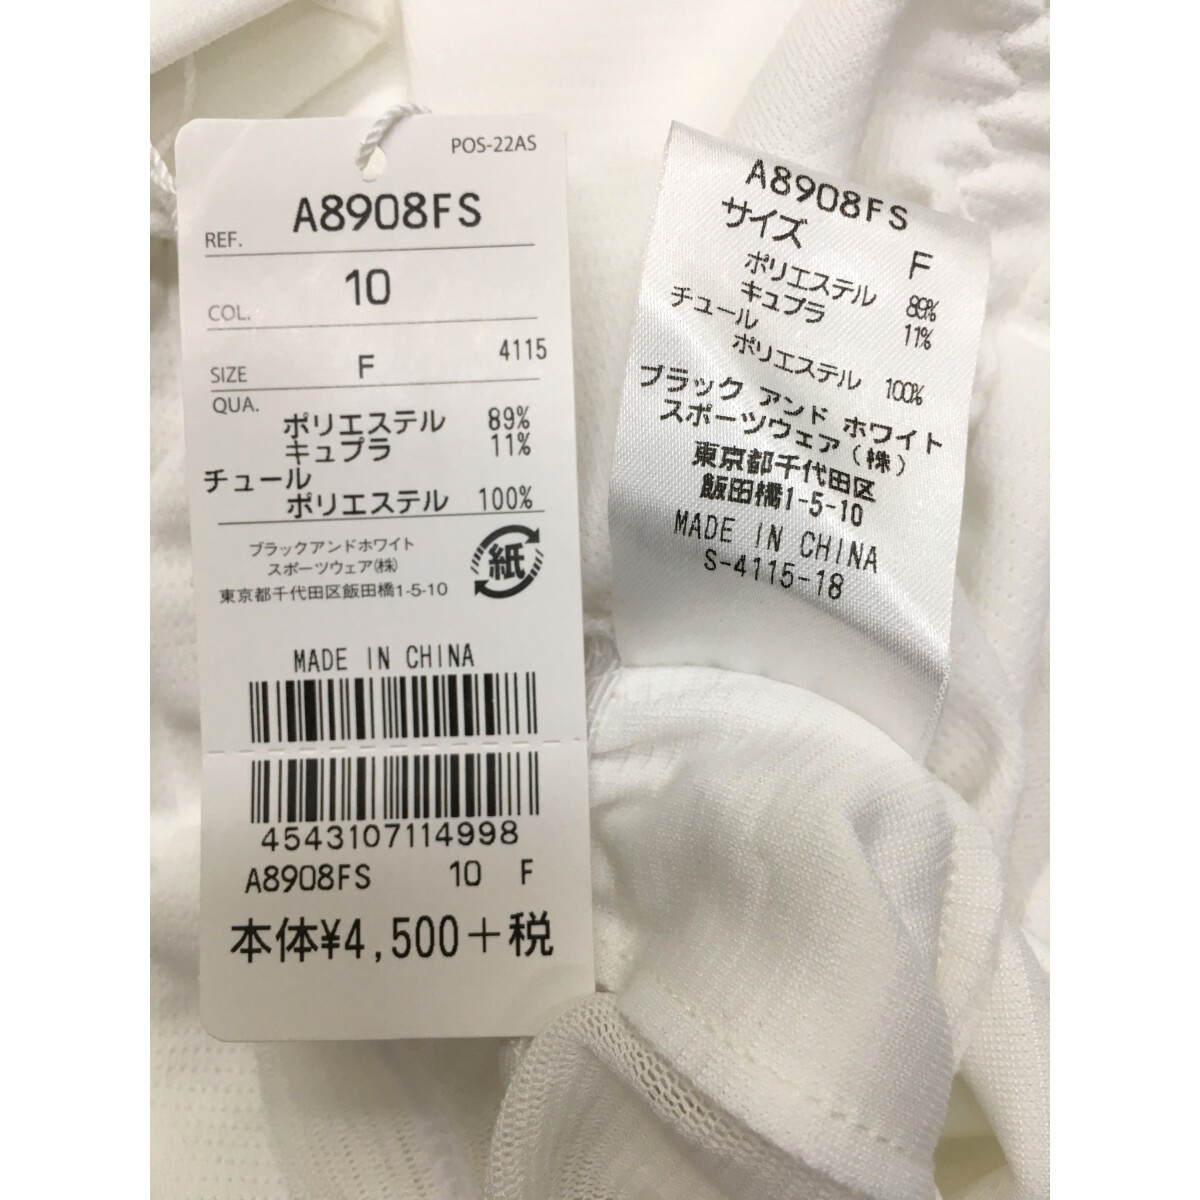 POS-22AS
REF. A8908FS
COL. 10
SIZE F 4115
QUA.
ポリエステル 89%
キュプラ 11%
チュール
ポリエステル 100%
ブラックアンドホワイト
スポーツウェア㈱
東京都千代田区飯田橋1-5-10
紙
MADE IN CHINA
4543107114998
A8908FS 10 F
本体¥4,500+税
A8908FS
サイズ F
ポリエステル 89%
キュプラ 11%
チュール
ポリエステル 100%
ブラック アンド ホワイト
スポーツウェア(株)
東京都千代田区
飯田橋1-5-10
MADE IN CHINA
S-4115-18